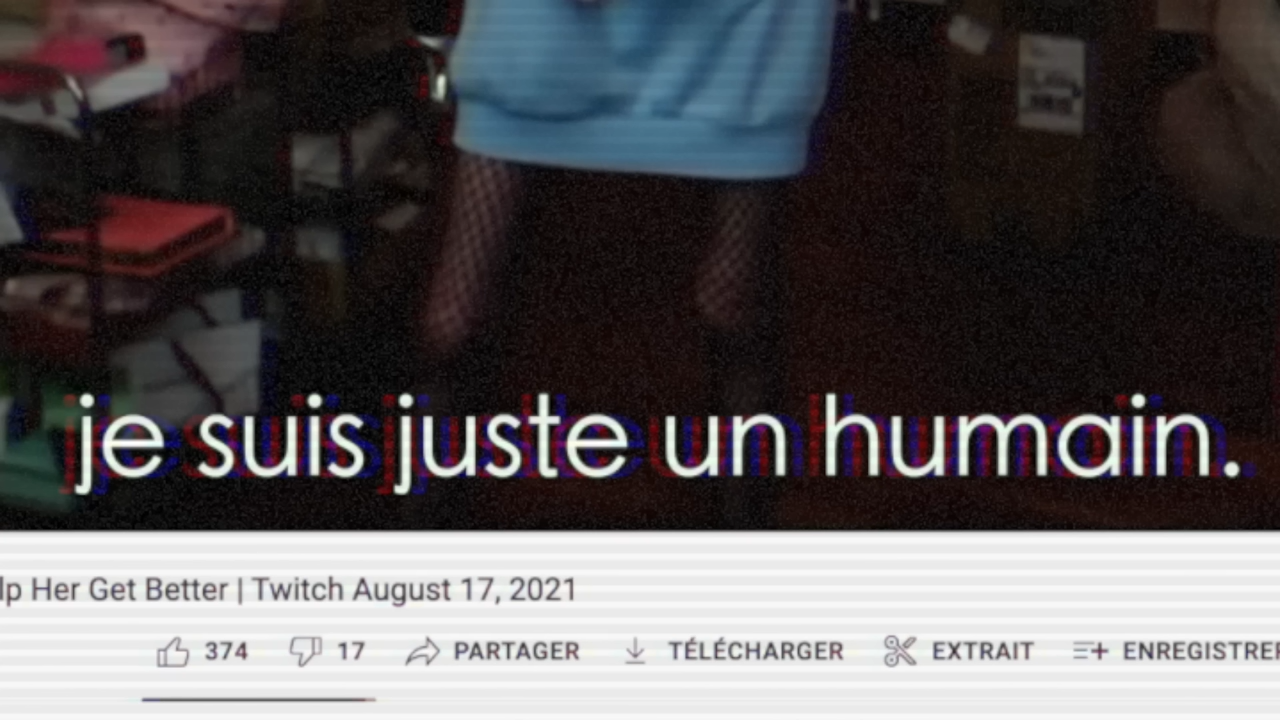 je suis juste un humain.
lp Her Get Better | Twitch August 17, 2021
374 17 PARTAGER TÉLÉCHARGER EXTRAIT ENREGISTRER